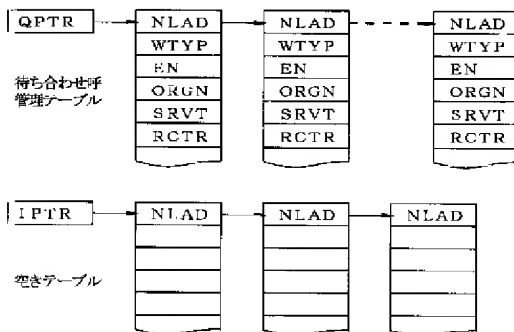 QPTR NLAD NLAD NLAD
WTYP WTYP WTYP
待ち合わせ呼 EN EN EN
管理テーブル ORGN ORGN ORGN
SRVT SRVT SRVT
RCTR RCTR RCTR
IPTR NLAD NLAD NLAD
空きテーブル